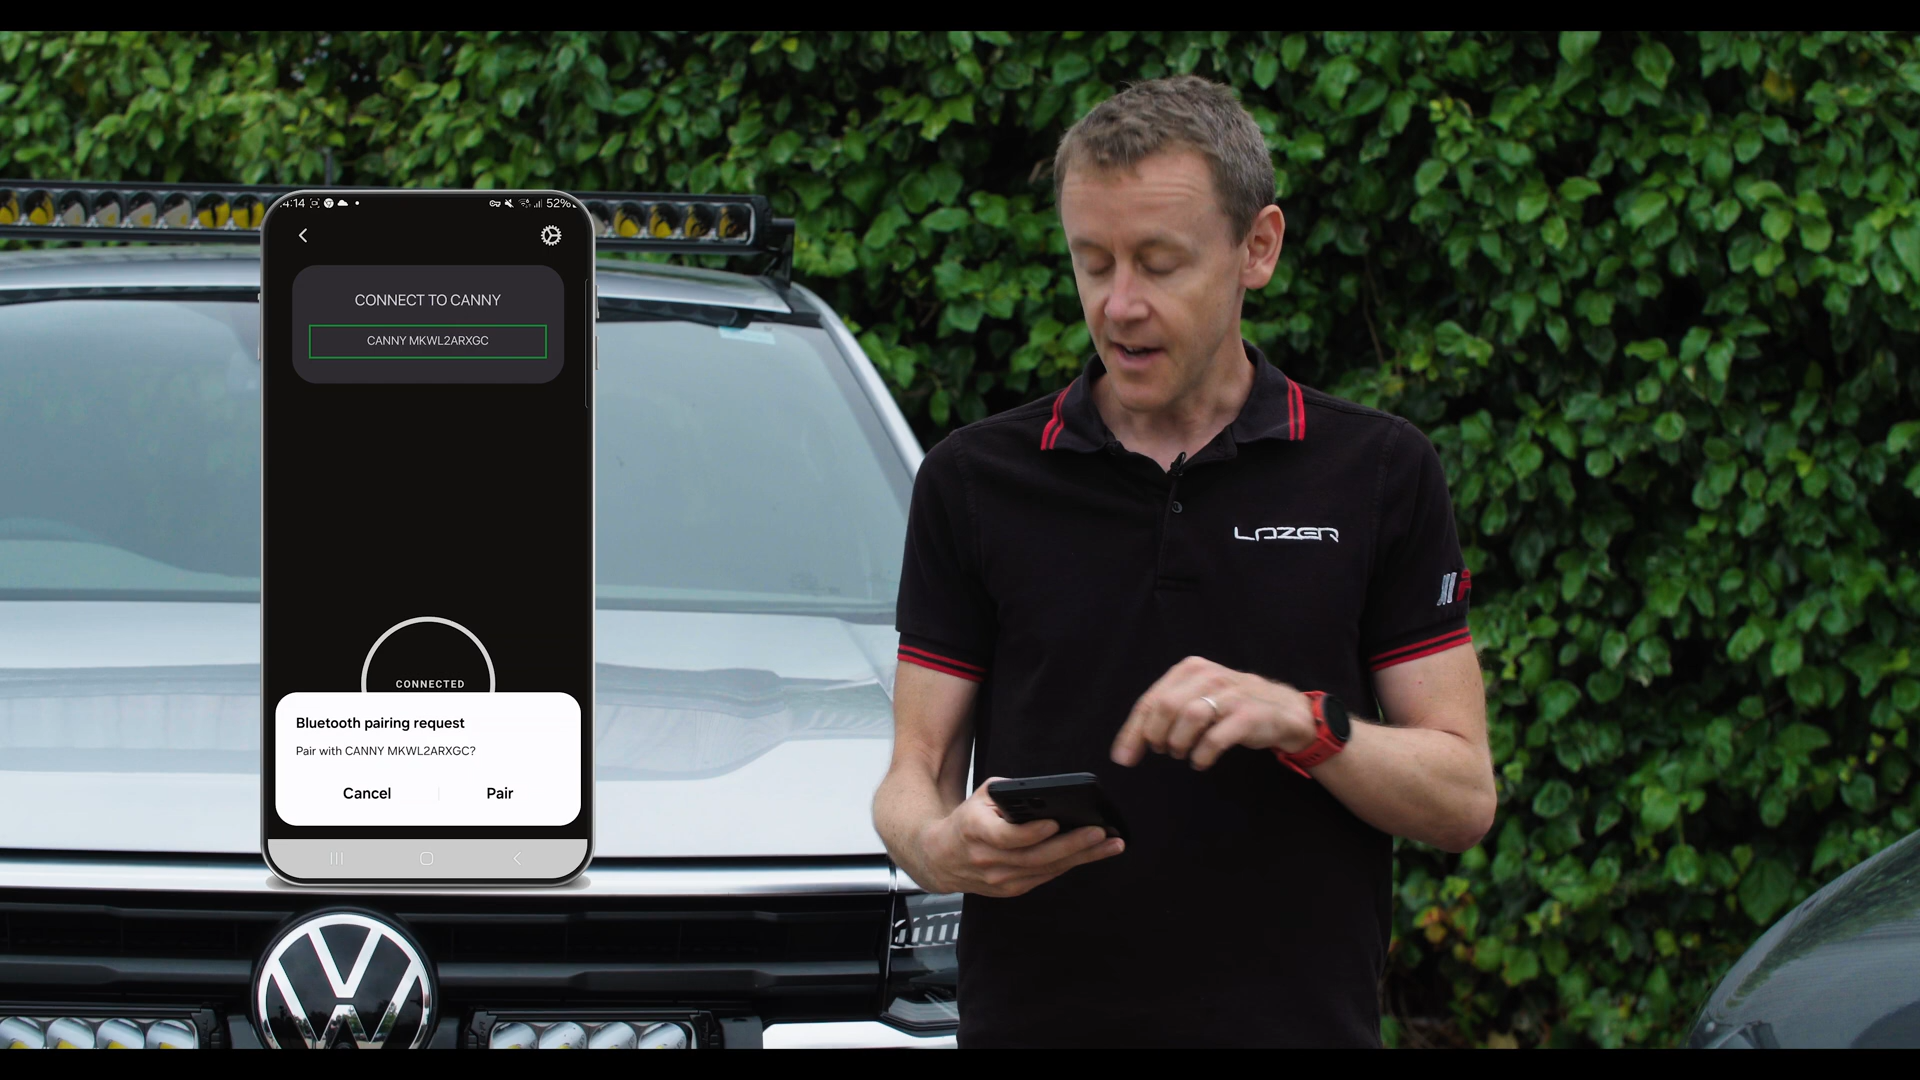 4:14
52%
CONNECT TO CANNY
CANNY MKWL2ARXGC
CONNECTED
Bluetooth pairing request
Pair with CANNY MKWL2ARXGC?
Cancel
Pair
LAZER